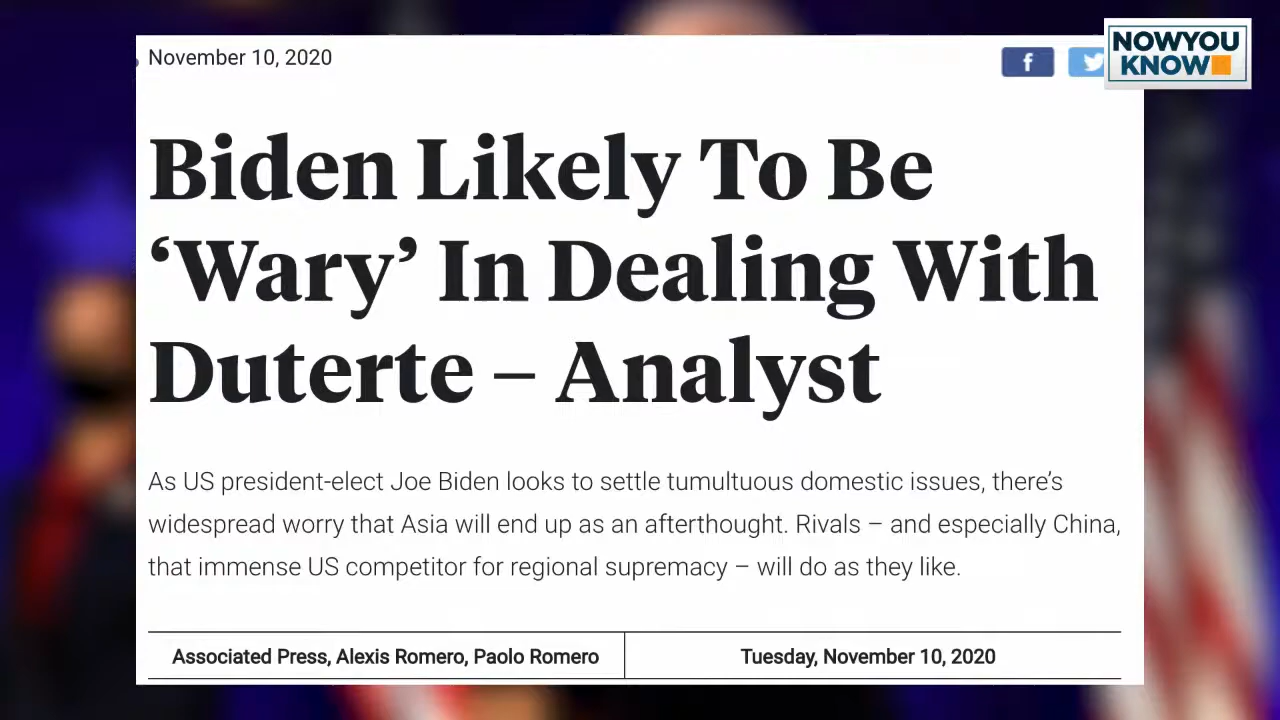 November 10, 2020
NOWYOU
KNOW
Biden Likely To Be
‘Wary’ In Dealing With
Duterte – Analyst
As US president-elect Joe Biden looks to settle tumultuous domestic issues, there’s
widespread worry that Asia will end up as an afterthought. Rivals – and especially China,
that immense US competitor for regional supremacy – will do as they like.
Associated Press, Alexis Romero, Paolo Romero
Tuesday, November 10, 2020